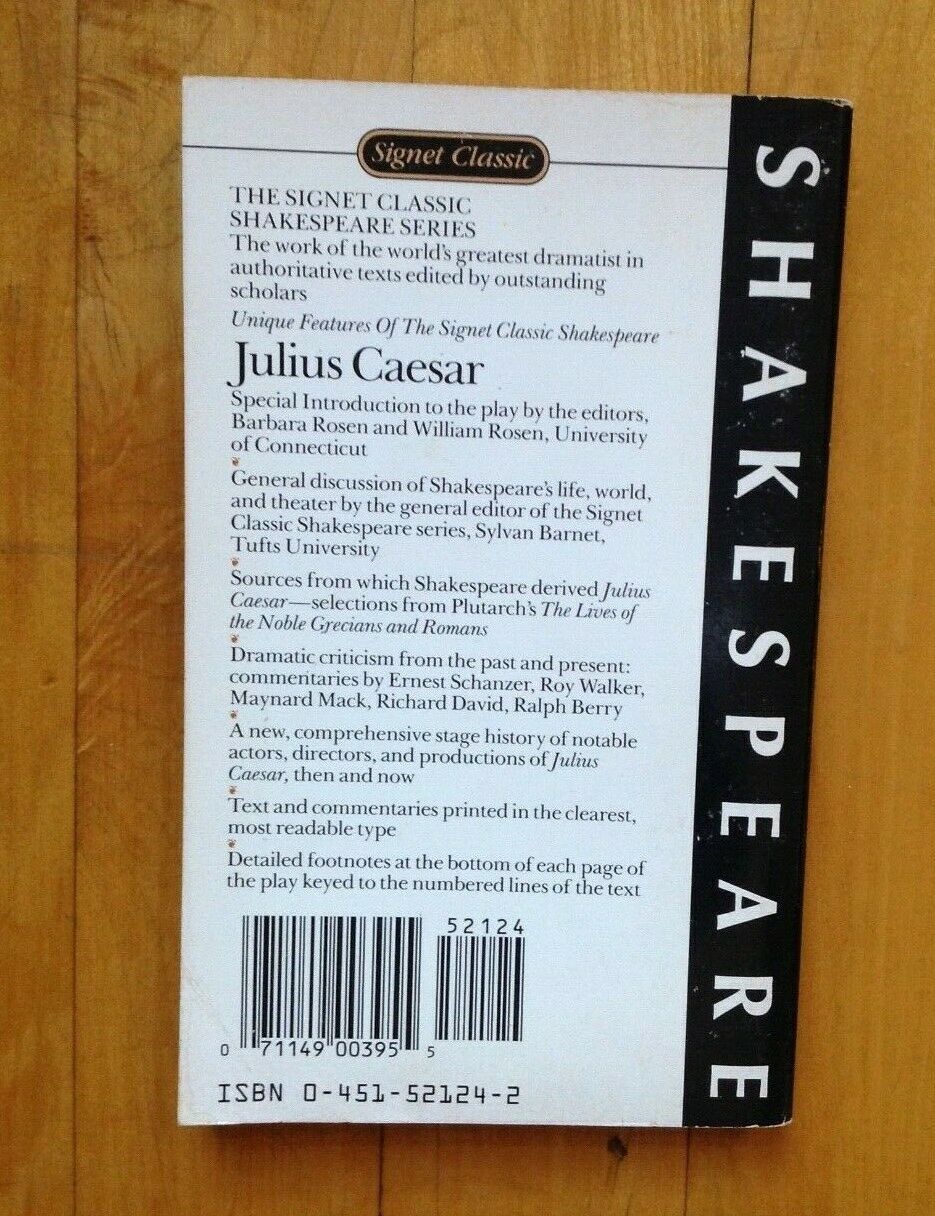 Signet Classic
THE SIGNET CLASSIC
SHAKESPEARE SERIES
The work of the world's greatest dramatist in
authoritative texts edited by outstanding
scholars
Unique Features Of The Signet Classic Shakespeare
Julius Caesar
Special Introduction to the play by the editors,
Barbara Rosen and William Rosen, University
of Connecticut
General discussion of Shakespeare's life, world,
and theater by the general editor of the Signet
Classic Shakespeare series, Sylvan Barnet,
Tufts University
Sources from which Shakespeare derived Julius
Caesar—selections from Plutarch's The Lives of
the Noble Grecians and Romans
Dramatic criticism from the past and present:
commentaries by Ernest Schanzer, Roy Walker,
Maynard Mack, Richard David, Ralph Berry
A new, comprehensive stage history of notable
actors, directors, and productions of Julius
Caesar, then and now
Text and commentaries printed in the clearest,
most readable type
Detailed footnotes at the bottom of each page of
the play keyed to the numbered lines of the text
52124
0 71149 00395 5
ISBN 0-451-52124-2
SHAKESPEARE